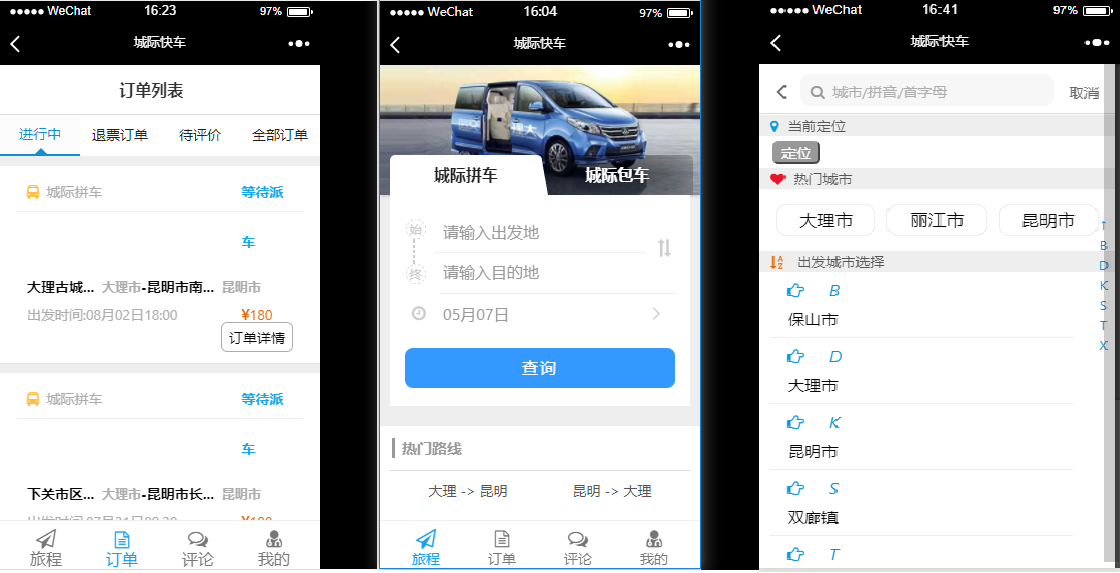 WeChat 16:23 97%
城际快车
订单列表
进行中 退票订单 待评价 全部订单
城际拼车 等待派
车
大理古城... 大理市-昆明市南... 昆明市
出发时间:08月02日18:00 ¥180
订单详情
城际拼车 等待派
车
下关市区... 大理市-昆明市长... 昆明市
旅程 订单 评论 我的
WeChat 16:04 97%
城际快车
城际拼车 城际包车
始 请输入出发地
终 请输入目的地
05月07日
查询
热门路线
大理 -> 昆明 昆明 -> 大理
旅程 订单 评论 我的
WeChat 16:41 97%
城际快车
城市/拼音/首字母 取消
当前定位
定位
热门城市
大理市 丽江市 昆明市
出发城市选择
B
保山市
D
大理市
K
昆明市
S
双廊镇
T
↑
B
D
K
S
T
X